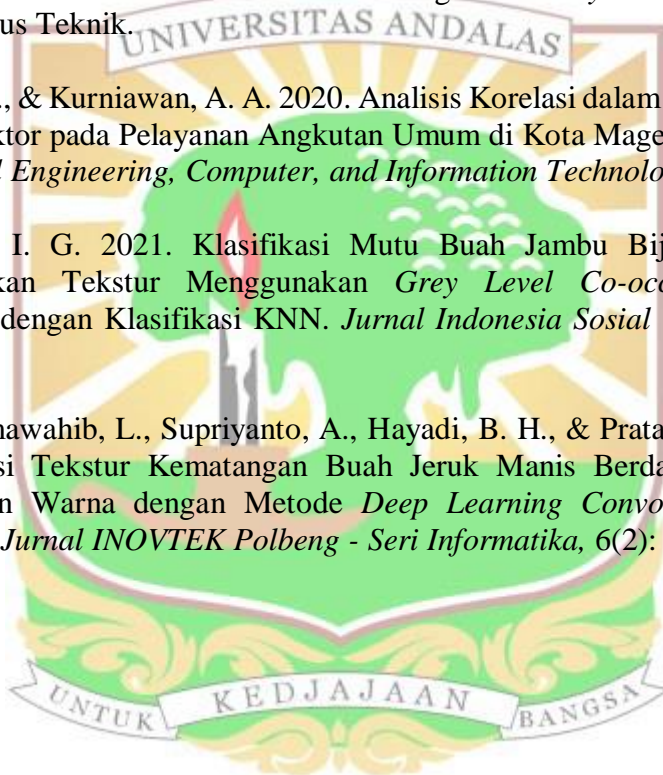 us Teknik.
UNIVERSITAS ANDALAS
., & Kurniawan, A. A. 2020. Analisis Korelasi dalam
ktor pada Pelayanan Angkutan Umum di Kota Mage
l Engineering, Computer, and Information Technolo
I. G. 2021. Klasifikasi Mutu Buah Jambu Bij
kan Tekstur Menggunakan Grey Level Co-occ
dengan Klasifikasi KNN. Jurnal Indonesia Sosial
nawahib, L., Supriyanto, A., Hayadi, B. H., & Prata
si Tekstur Kematangan Buah Jeruk Manis Berda
n Warna dengan Metode Deep Learning Convo
Jurnal INOVTEK Polbeng - Seri Informatika, 6(2):
UNTUK KEDJAJAAN BANGSA